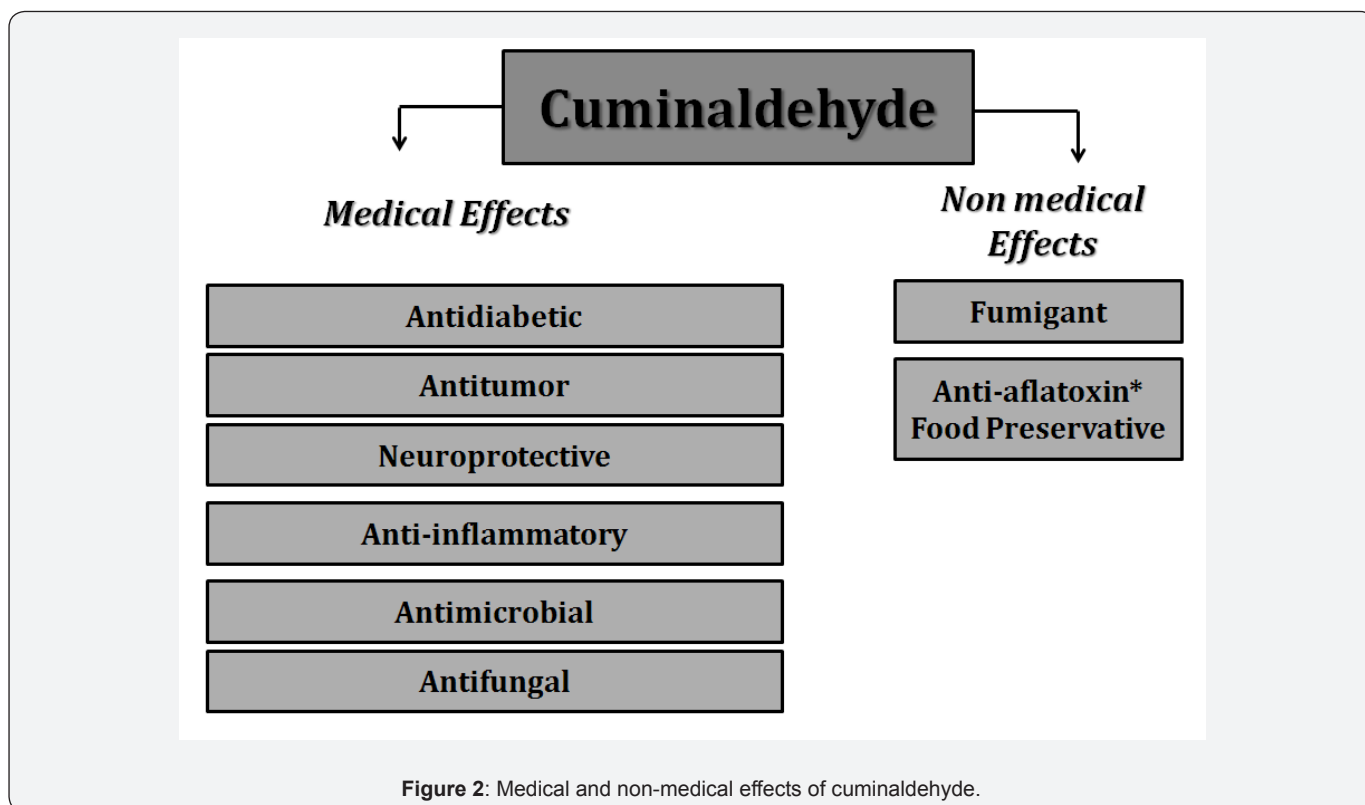 Cuminaldehyde
Medical Effects
Antidiabetic
Antitumor
Neuroprotective
Anti-inflammatory
Antimicrobial
Antifungal
Non medical
Effects
Fumigant
Anti-aflatoxin*
Food Preservative
Figure 2: Medical and non-medical effects of cuminaldehyde.